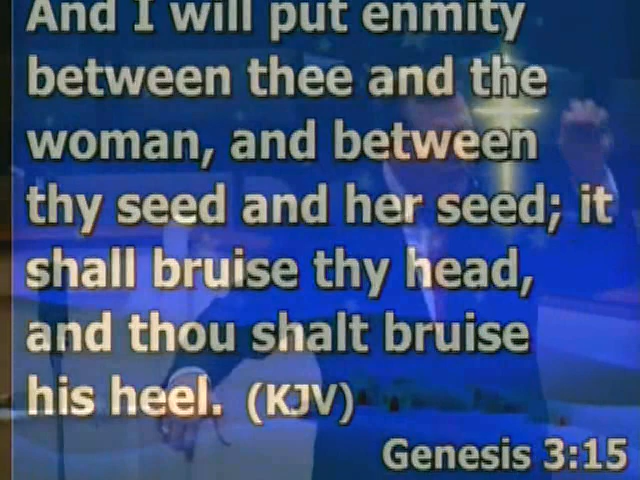 And I will put enmity
between thee and the
woman, and between
thy seed and her seed; it
shall bruise thy head,
and thou shalt bruise
his heel. (KJV)
Genesis 3:15